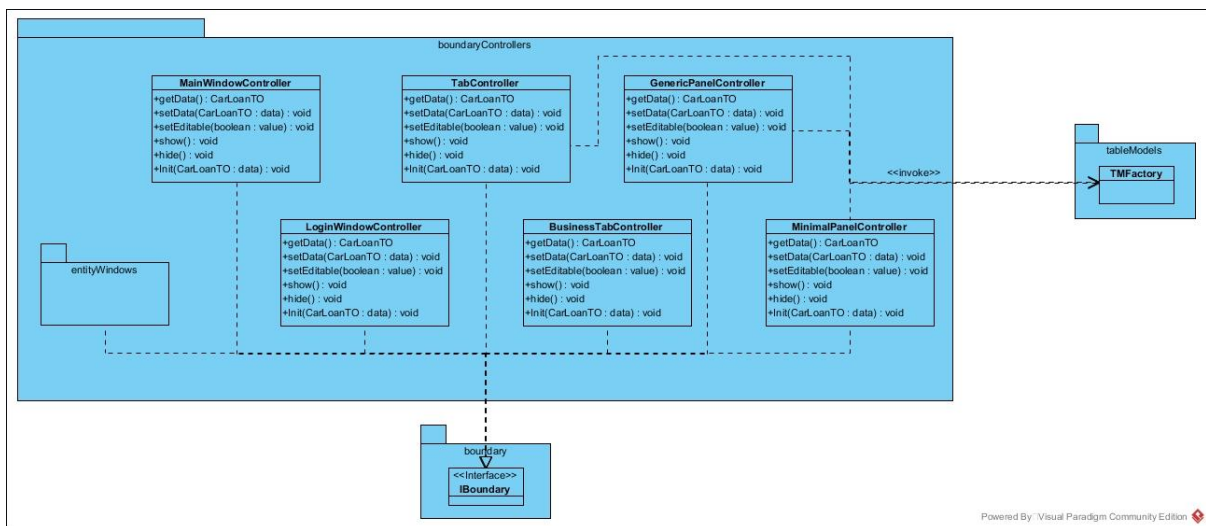 boundaryControllers
MainWindowController
+getData() : CarLoanTO
+setData(CarLoanTO : data) : void
+setEditable(boolean : value) : void
+show() : void
+hide() : void
+Init(CarLoanTO : data) : void
TabController
+getData() : CarLoanTO
+setData(CarLoanTO : data) : void
+setEditable(boolean : value) : void
+show() : void
+hide() : void
+Init(CarLoanTO : data) : void
GenericPanelController
+getData() : CarLoanTO
+setData(CarLoanTO : data) : void
+setEditable(boolean : value) : void
+show() : void
+hide() : void
+Init(CarLoanTO : data) : void
tableModels
TMFactory
<<invoke>>
entityWindows
LoginWindowController
+getData() : CarLoanTO
+setData(CarLoanTO : data) : void
+setEditable(boolean : value) : void
+show() : void
+hide() : void
+Init(CarLoanTO : data) : void
BusinessTabController
+getData() : CarLoanTO
+setData(CarLoanTO : data) : void
+setEditable(boolean : value) : void
+show() : void
+hide() : void
+Init(CarLoanTO : data) : void
MinimalPanelController
+getData() : CarLoanTO
+setData(CarLoanTO : data) : void
+setEditable(boolean : value) : void
+show() : void
+hide() : void
+Init(CarLoanTO : data) : void
boundary
<<Interface>>
IBoundary
Powered By Visual Paradigm Community Edition